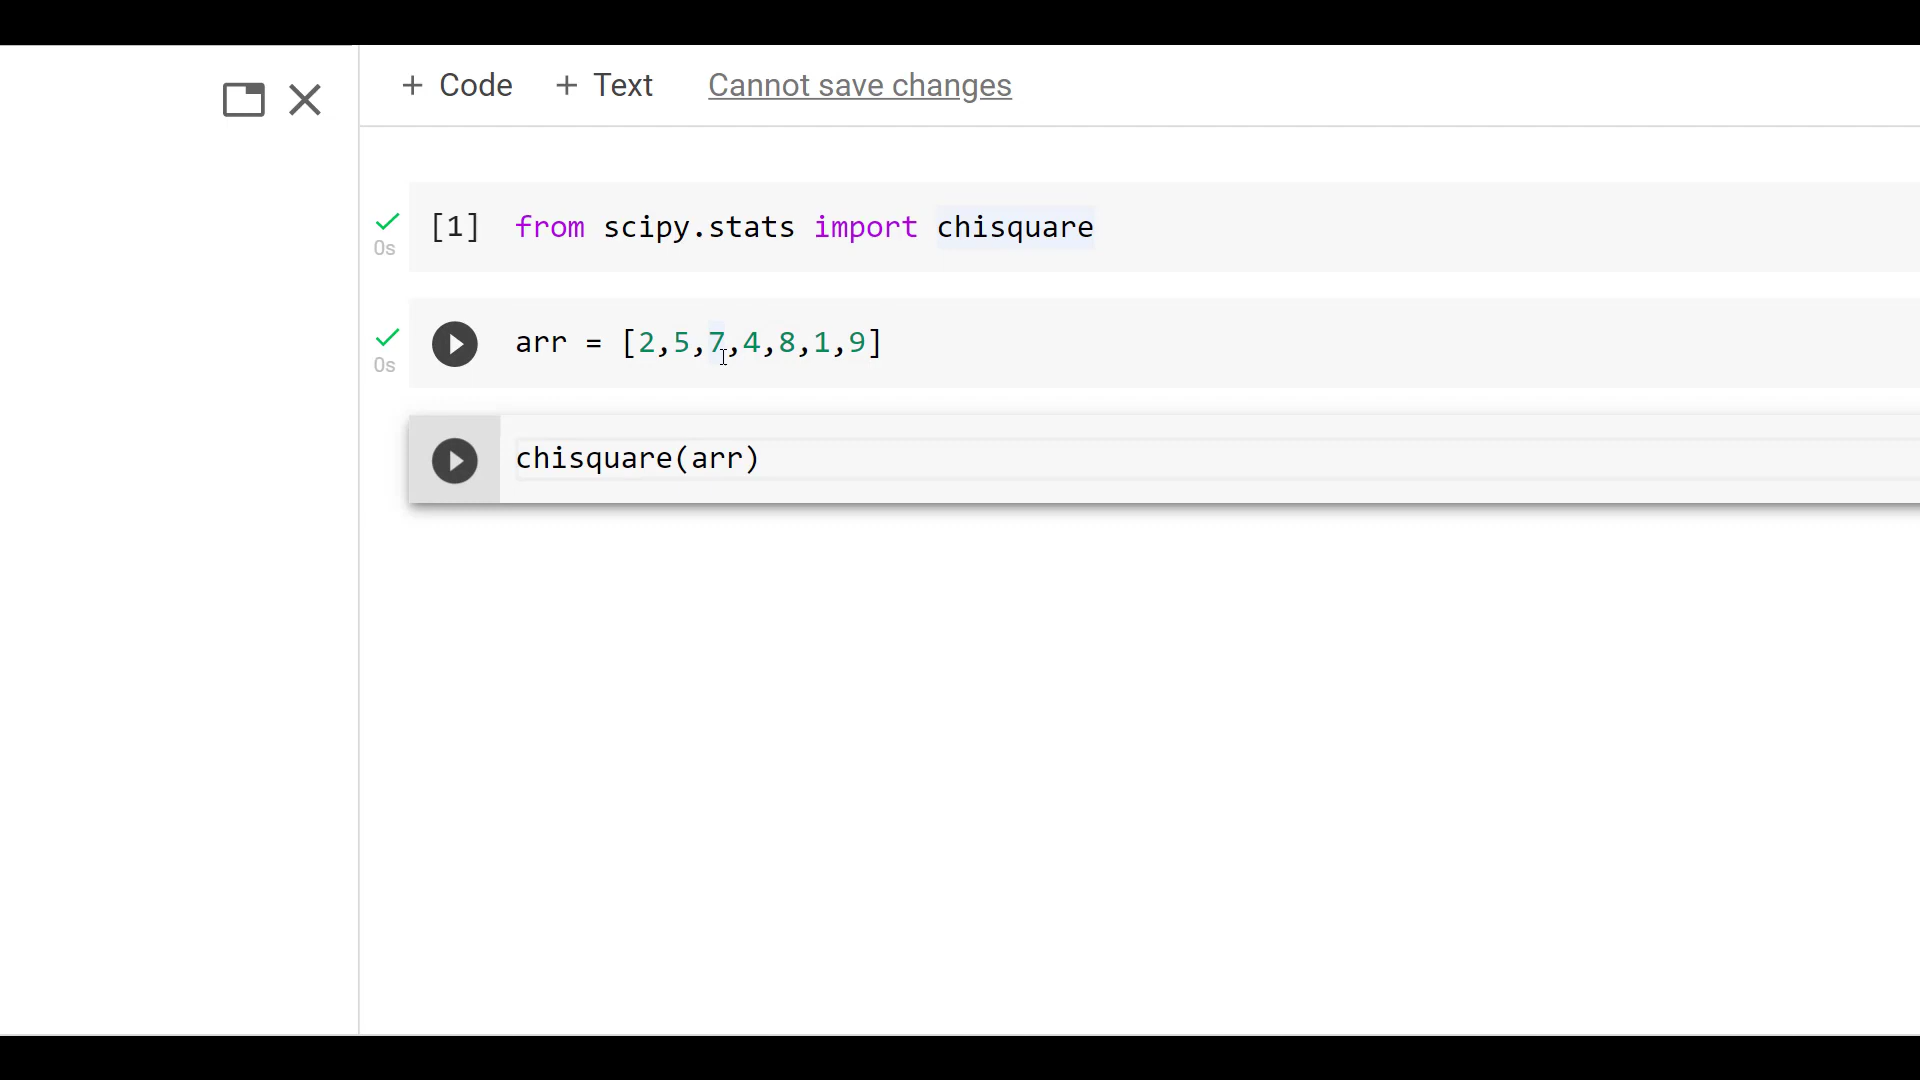 + Code + Text Cannot save changes
[1] from scipy.stats import chisquare
0s
arr = [2,5,7,4,8,1,9]
0s
chisquare(arr)